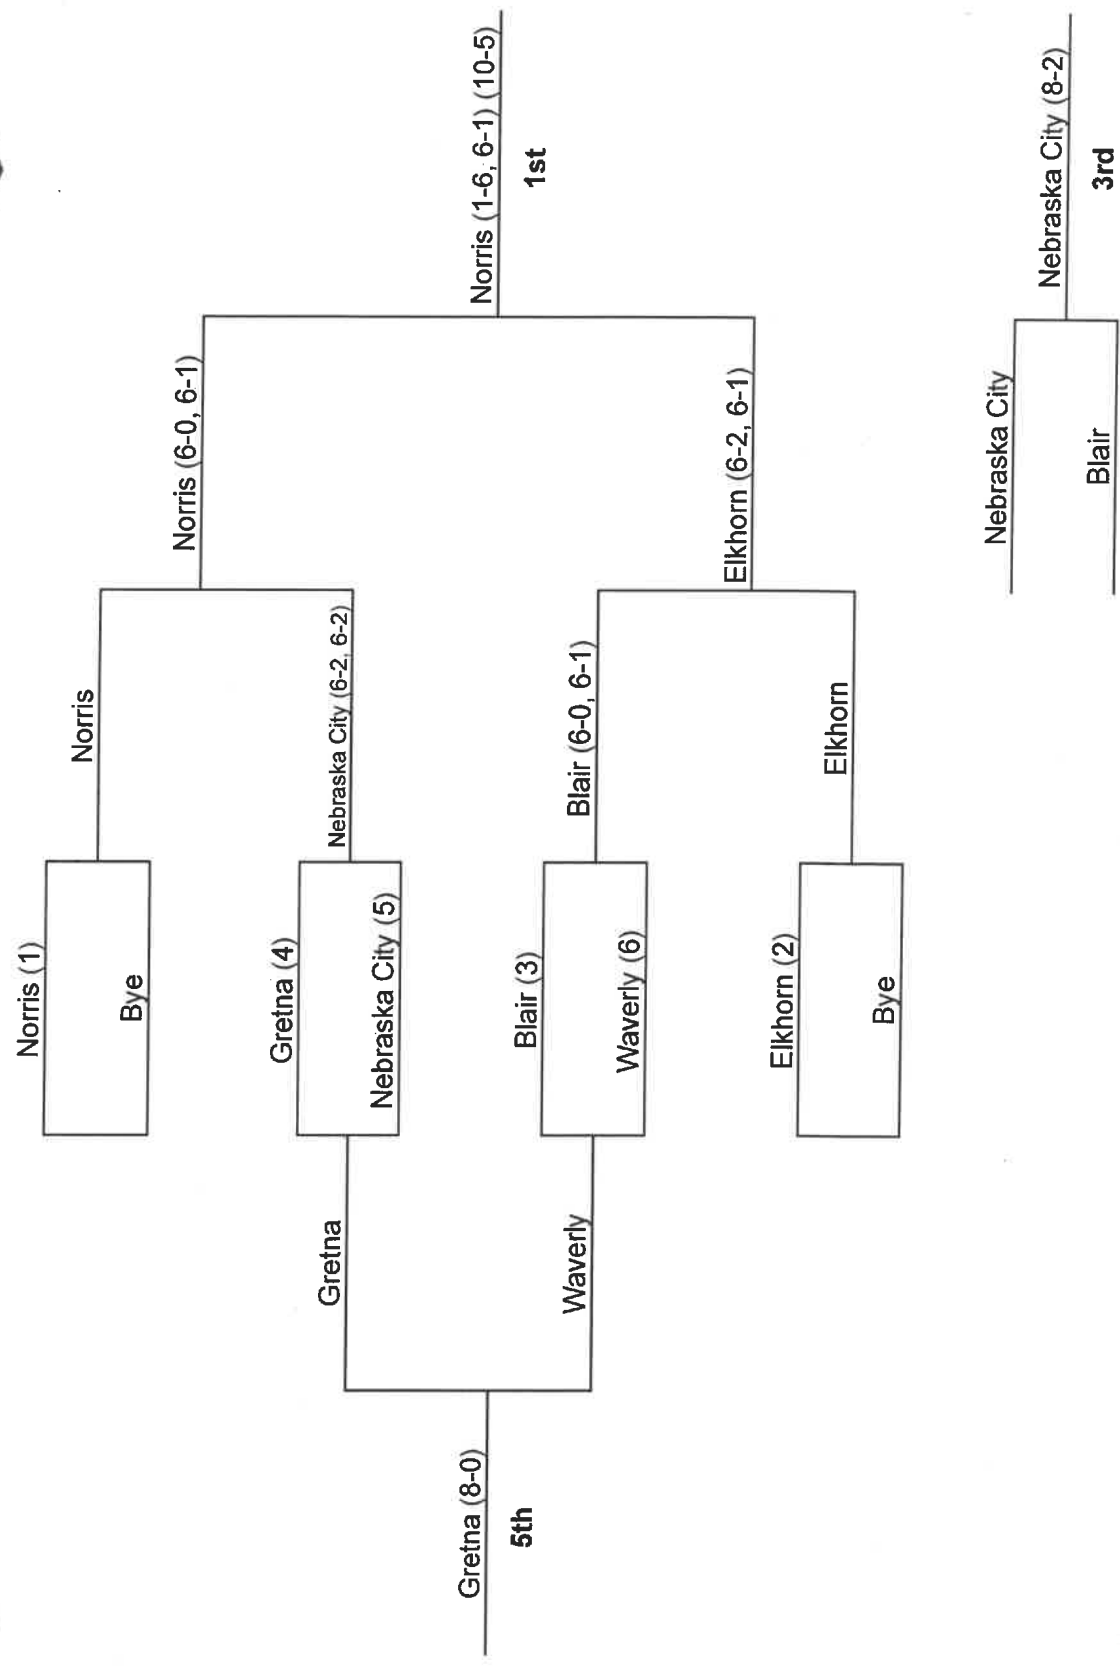 Norris (1)
Bye
Norris
Gretna (4)
Nebraska City (5)
Nebraska City (6-2, 6-2)
Norris (6-0, 6-1)
Blair (3)
Waverly (6)
Blair (6-0, 6-1)
Elkhorn (2)
Bye
Elkhorn
Elkhorn (6-2, 6-1)
Norris (1-6, 6-1) (10-5)
1st
Gretna
Waverly
Gretna (8-0)
5th
Nebraska City
Blair
Nebraska City (8-2)
3rd